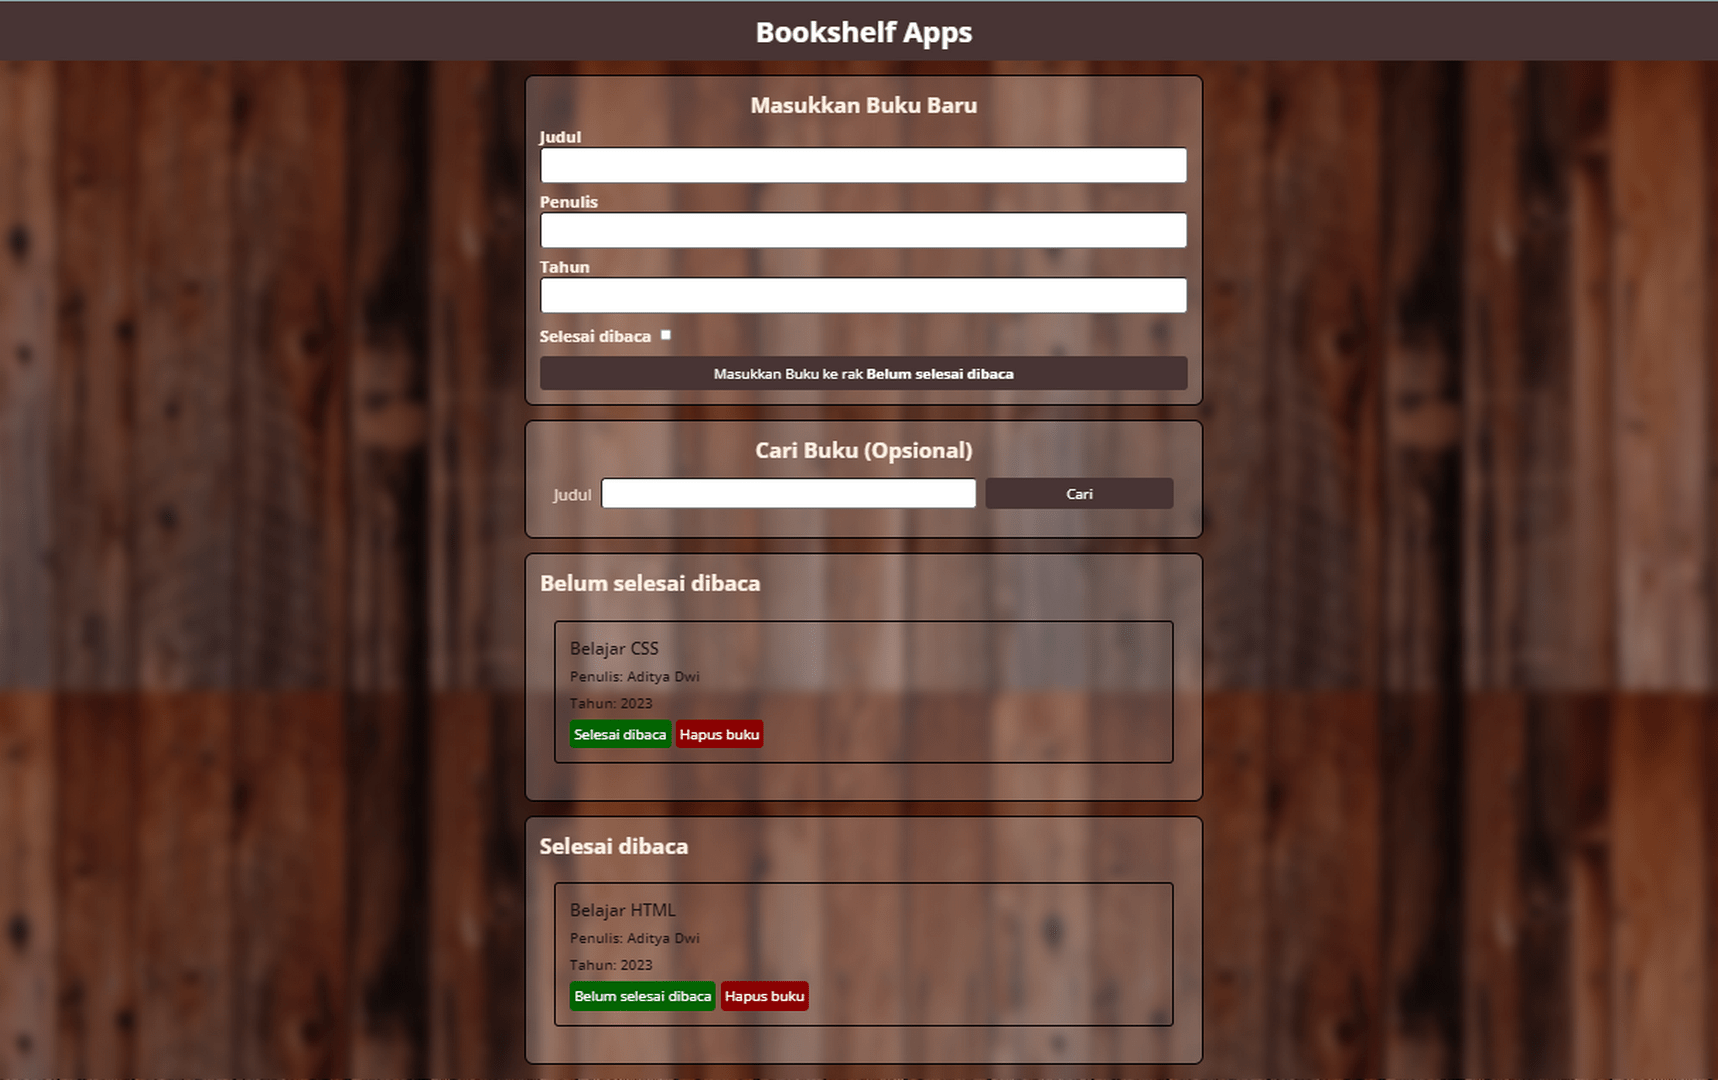 Bookshelf Apps
Masukkan Buku Baru
Judul
Penulis
Tahun
Selesai dibaca
Masukkan Buku ke rak Belum selesai dibaca
Cari Buku (Opsional)
Judul
Cari
Belum selesai dibaca
Belajar CSS
Penulis: Aditya Dwi
Tahun: 2023
Selesai dibaca Hapus buku
Selesai dibaca
Belajar HTML
Penulis: Aditya Dwi
Tahun: 2023
Belum selesai dibaca Hapus buku